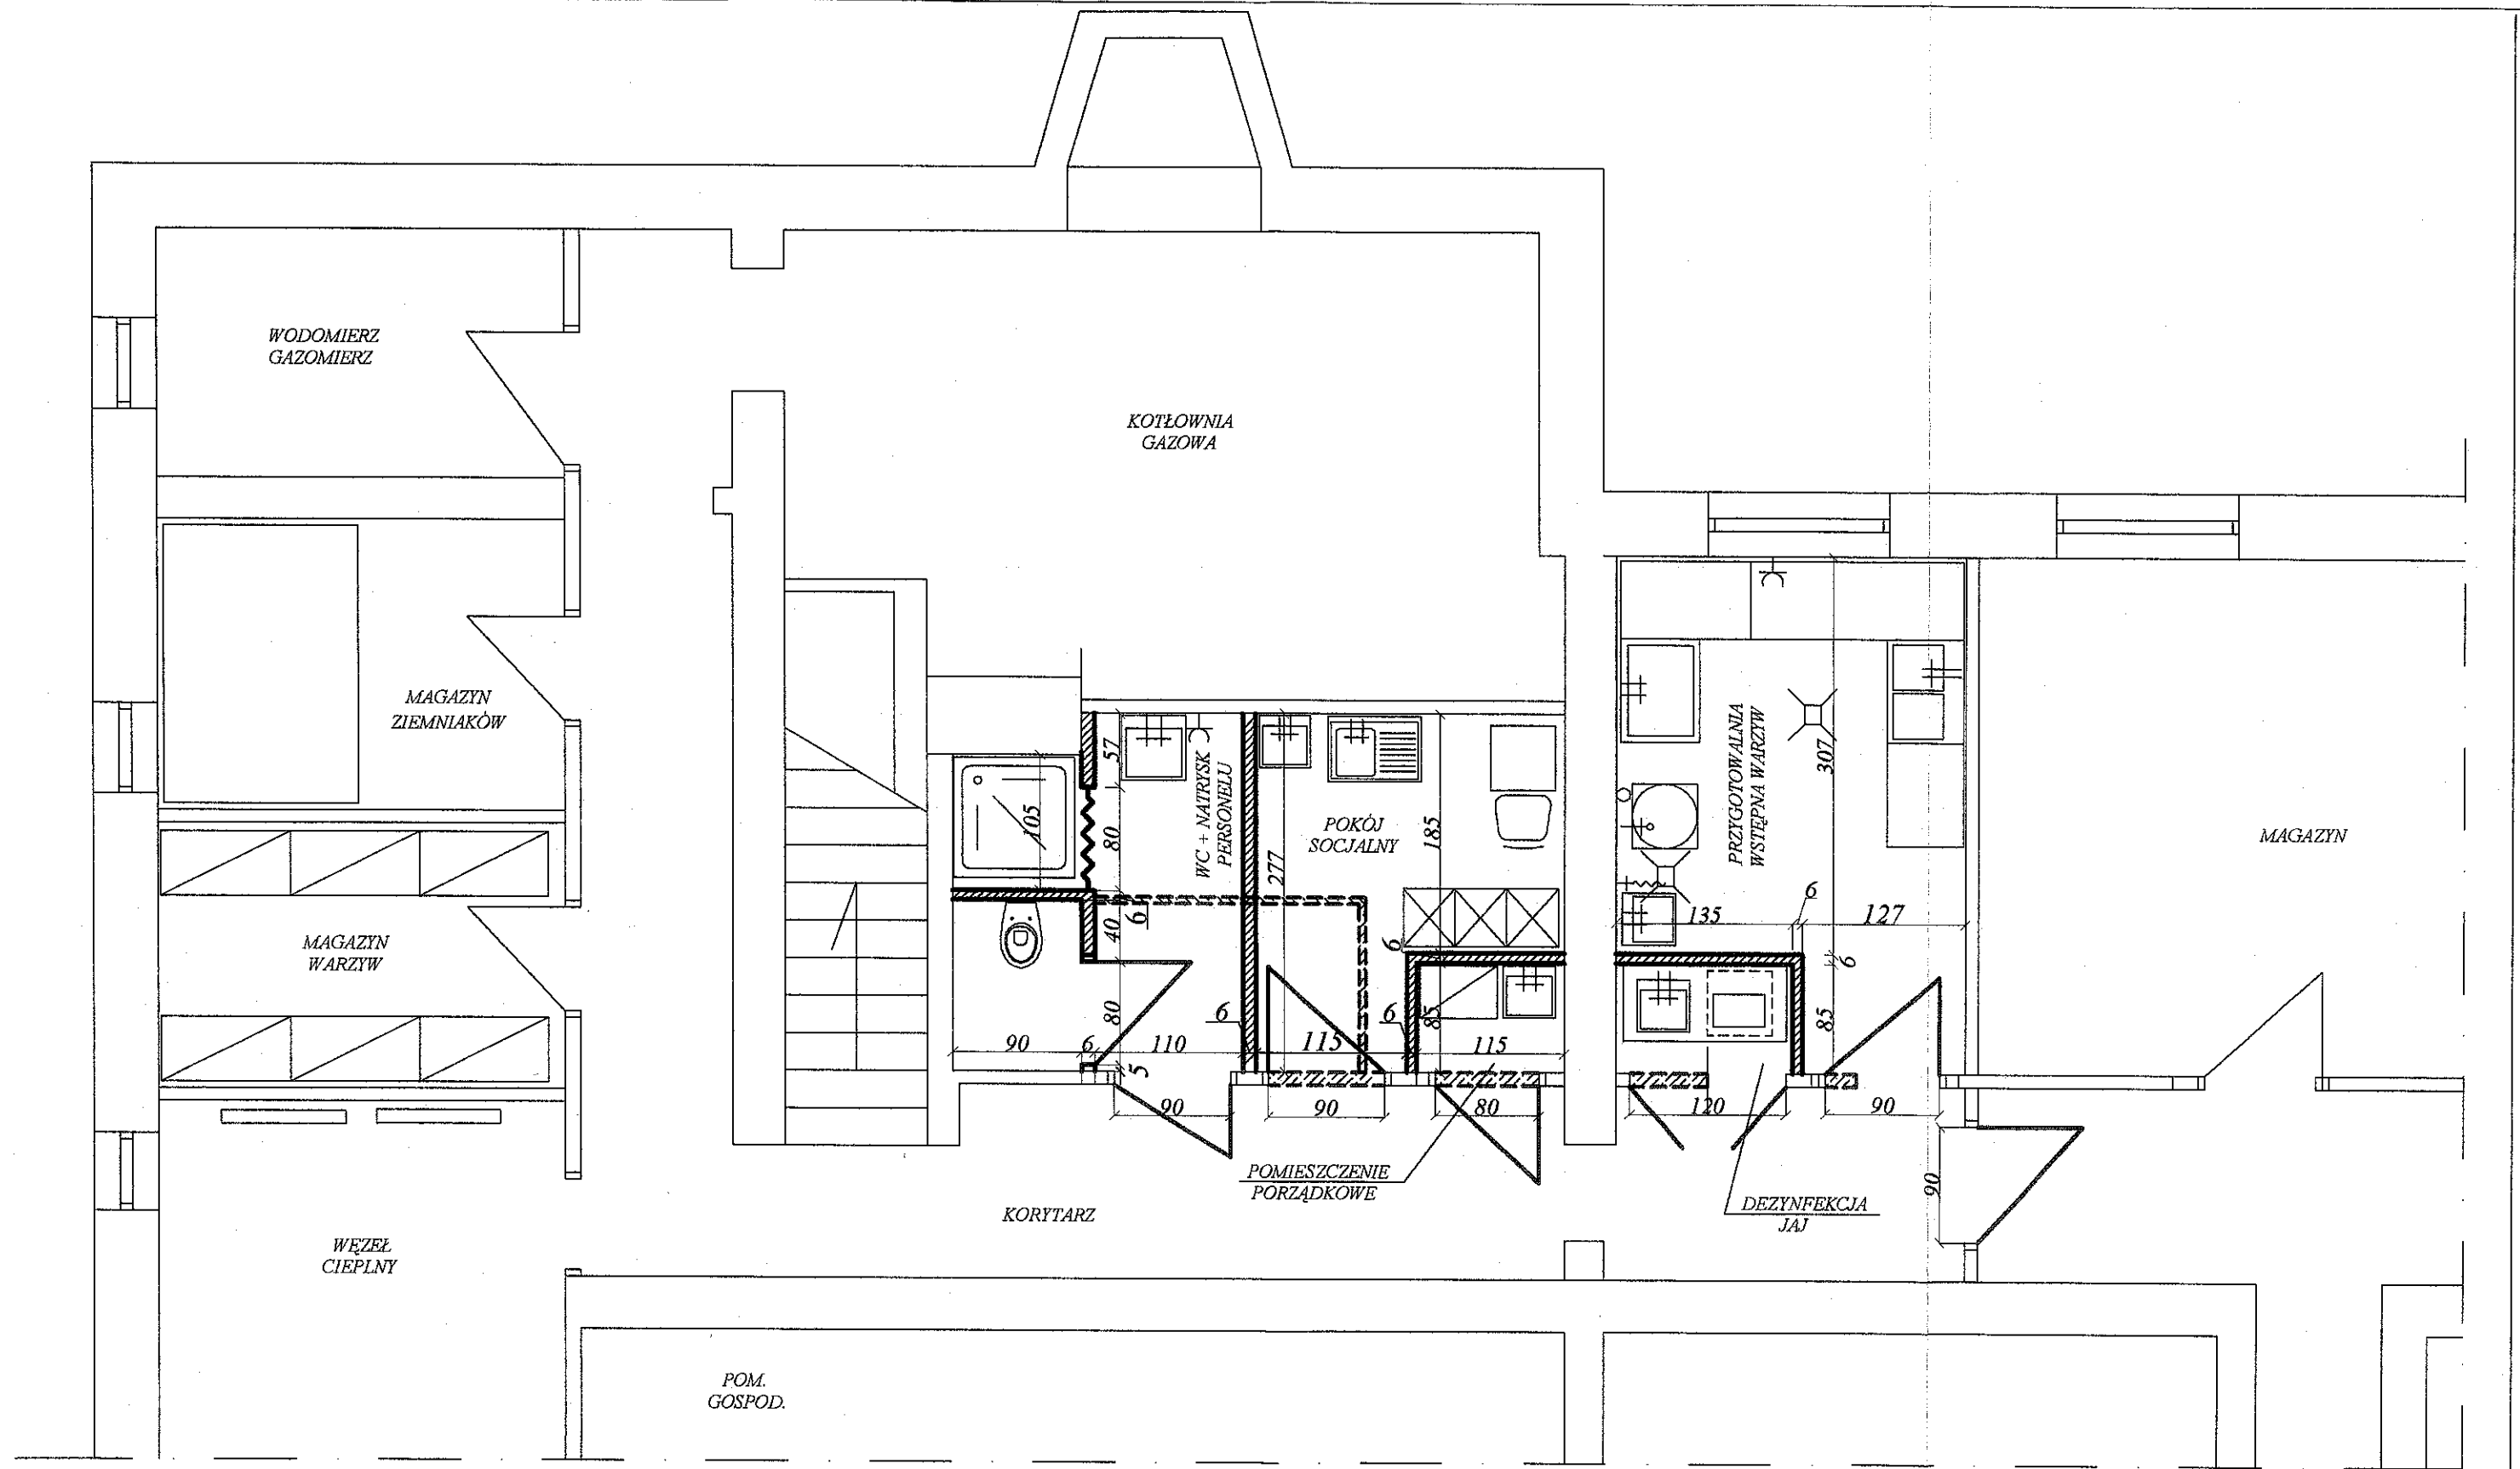 WODOMIERZ
GAZOMIERZ
KOTŁOWNIA
GAZOWA
MAGAZYN
ZIEMNIAKÓW
MAGAZYN
WARZYW
WĘZEŁ
CIEPLNY
POM.
GOSPOD.
KORYTARZ
WC + NATRYSK
PERSONELU
POKÓJ
SOCJALNY
PRZYGOTOWALNIA
WSTĘPNA WARZYW
MAGAZYN
POMIESZCZENIE
PORZĄDKOWE
DEZYNFEKCJA
JAJ
57
105
80
40
6
80
5
277
185
6
85
307
6
135
127
6
85
90
6
110
6
115
6
115
90
90
80
120
90
90